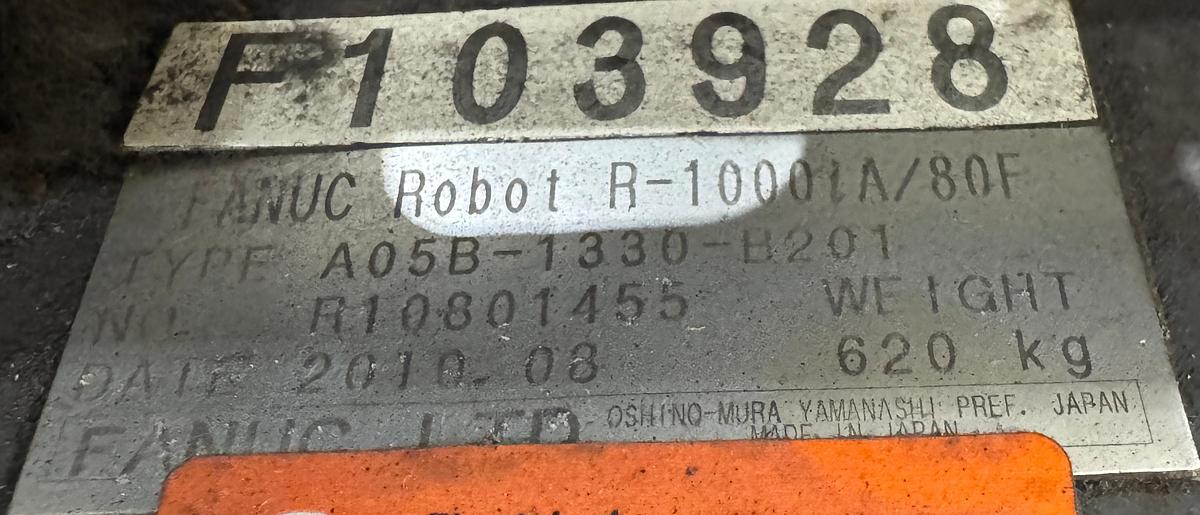 F103928
FANUC Robot R-1000iA/80F
TYPE A05B-1330-B201
NO. R10801455 WEIGHT
DATE 2010.08 620 kg
FANUC LTD OSHINO-MURA YAMANASHI PREF. JAPAN
MADE IN JAPAN